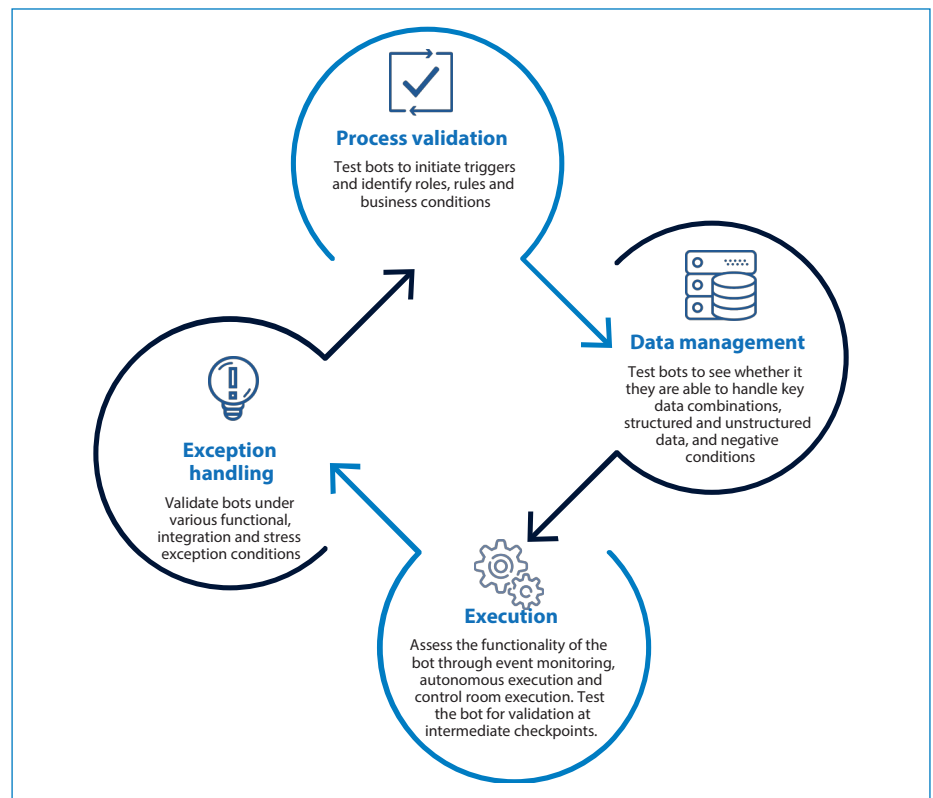 Process validation
Test bots to initiate triggers
and identify roles, rules and
business conditions
Data management
Test bots to see whether it
they are able to handle key
data combinations,
structured and unstructured
data, and negative
conditions
Execution
Assess the functionality of the
bot through event monitoring,
autonomous execution and
control room execution. Test
the bot for validation at
intermediate checkpoints.
Exception
handling
Validate bots under
various functional,
integration and stress
exception conditions